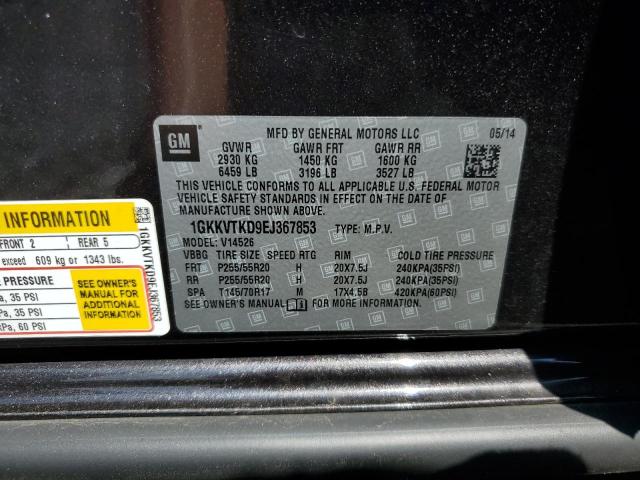 GM
MFD BY GENERAL MOTORS LLC 05/14
GVWR GAWR FRT GAWR RR
2930 KG 1450 KG 1600 KG
6459 LB 3196 LB 3527 LB
THIS VEHICLE CONFORMS TO ALL APPLICABLE U.S. FEDERAL MOTOR
VEHICLE SAFETY STANDARDS IN EFFECT ON THE DATE OF
MANUFACTURE SHOWN ABOVE.
1GKKVTKD9EJ367853 TYPE: M.P.V.
MODEL: V14526
VBBG TIRE SIZE SPEED RTG RIM COLD TIRE PRESSURE
FRT P255/55R20 H 20X7.5J 240KPA(35PSI)
RR P255/55R20 H 20X7.5J 240KPA(35PSI)
SPA T145/70R17 M 17X4.5B 420KPA(60PSI)
SEE OWNER'S MANUAL FOR MORE INFORMATION.
INFORMATION
FRONT 2 REAR 5
exceed 609 kg or 1343 lbs.
PRESSURE
35 PSI
35 PSI
60 PSI
SEE OWNER'S
MANUAL FOR
ADDITIONAL
INFORMATION
1GKKVTKD9EJ367853